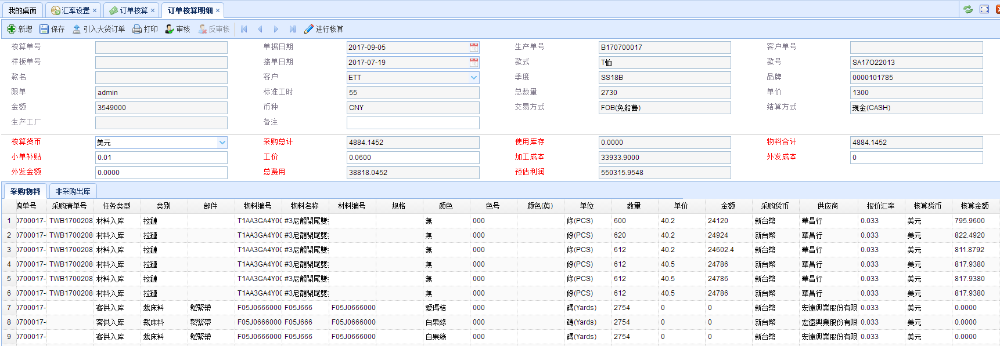 我的桌面 汇率设置 × 订单核算 × 订单核算明细 ×
新增 保存 引入大货订单 打印 审核 反审核 进行核算
核算单号 单据日期 2017-09-05 生产单号 B170700017 客户单号
样板单号 接单日期 2017-07-19 款式 T恤 款号 SA17O22013
款名 客户 ETT 季度 SS18B 品牌 0000101785
跟单 admin 标准工时 55 总数量 2730 单价 1300
金额 3549000 币种 CNY 交易方式 FOB(免船費) 结算方式 現金(CASH)
生产工厂 备注
核算货币 美元 采购总计 4884.1452 使用库存 0.0000 物料合计 4884.1452
小单补贴 0.01 工价 0.0600 加工成本 33933.9000 外发成本 0
外发金额 0.0000 总费用 38818.0452 预估利润 550315.9548
采购物料 非采购出库
购单号 采购清单号 任务类型 类别 部件 物料编号 物料名称 材料编号 规格 颜色 色号 颜色(英) 单位 数量 单价 金额 采购货币 供应商 报价汇率 核算货币 核算金额
1 0700017- TWB1700208 材料入库 拉鏈 T1AA3GA4Y00 #3尼龍開尾雙 無 000 條(PCS) 600 40.2 24120 新台幣 華昌行 0.033 美元 795.9600
2 0700017- TWB1700208 材料入库 拉鏈 T1AA3GA4Y00 #3尼龍開尾雙 無 000 條(PCS) 620 40.2 24924 新台幣 華昌行 0.033 美元 822.4920
3 0700017- TWB1700208 材料入库 拉鏈 T1AA3GA4Y00 #3尼龍開尾雙 無 000 條(PCS) 612 40.2 24602.4 新台幣 華昌行 0.033 美元 811.8792
4 0700017- TWB1700208 材料入库 拉鏈 T1AA3GA4Y00 #3尼龍開尾雙 無 000 條(PCS) 612 40.5 24786 新台幣 華昌行 0.033 美元 817.9380
5 0700017- TWB1700208 材料入库 拉鏈 T1AA3GA4Y00 #3尼龍開尾雙 無 000 條(PCS) 612 40.5 24786 新台幣 華昌行 0.033 美元 817.9380
6 0700017- TWB1700208 材料入库 拉鏈 T1AA3GA4Y00 #3尼龍開尾雙 無 000 條(PCS) 612 40.5 24786 新台幣 華昌行 0.033 美元 817.9380
7 0700017- 客供入库 裁床料 鬆緊帶 F05J0666000 F05J666 F05J0666000 愛瑪桔 000 碼(Yards) 2754 0 0 新台幣 宏遠興業股份有限 0.033 美元 0.0000
8 0700017- 客供入库 裁床料 鬆緊帶 F05J0666000 F05J666 F05J0666000 白果綠 000 碼(Yards) 2754 0 0 新台幣 宏遠興業股份有限 0.033 美元 0.0000
9 0700017- 客供入库 裁床料 鬆緊帶 F05J0666000 F05J666 F05J0666000 白果綠 000 碼(Yards) 2754 0 0 新台幣 宏遠興業股份有限 0.033 美元 0.0000